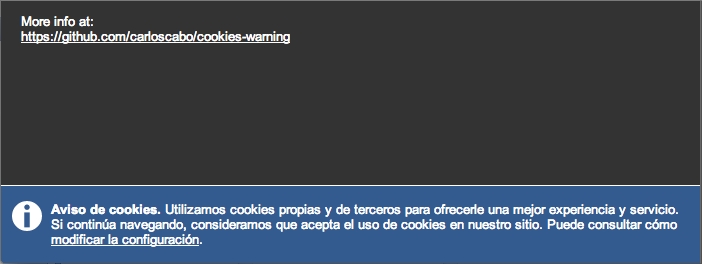 More info at:
https://github.com/carloscabo/cookies-warning
Aviso de cookies. Utilizamos cookies propias y de terceros para ofrecerle una mejor experiencia y servicio.
Si continúa navegando, consideramos que acepta el uso de cookies en nuestro sitio. Puede consultar cómo
modificar la configuración.